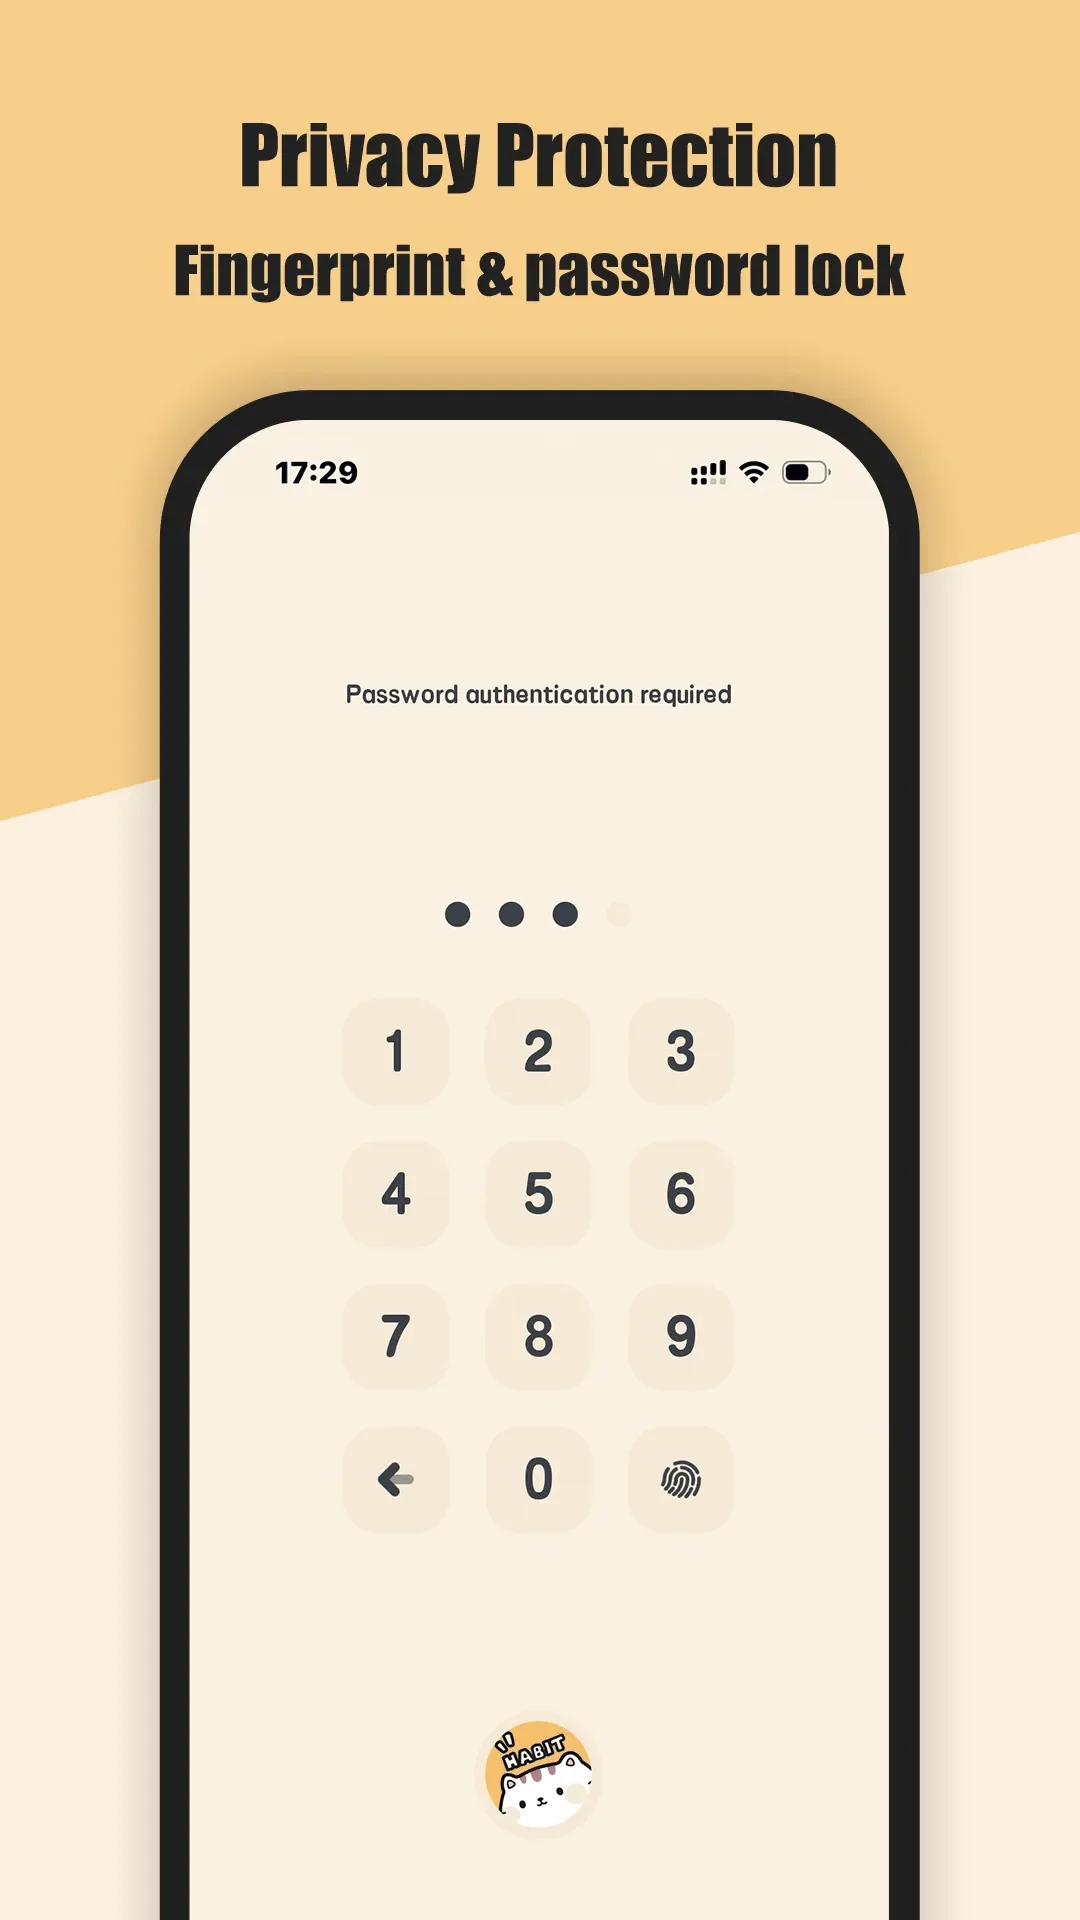 Privacy Protection
Fingerprint & password lock
17:29
Password authentication required
1 2 3
4 5 6
7 8 9
0
HABIT